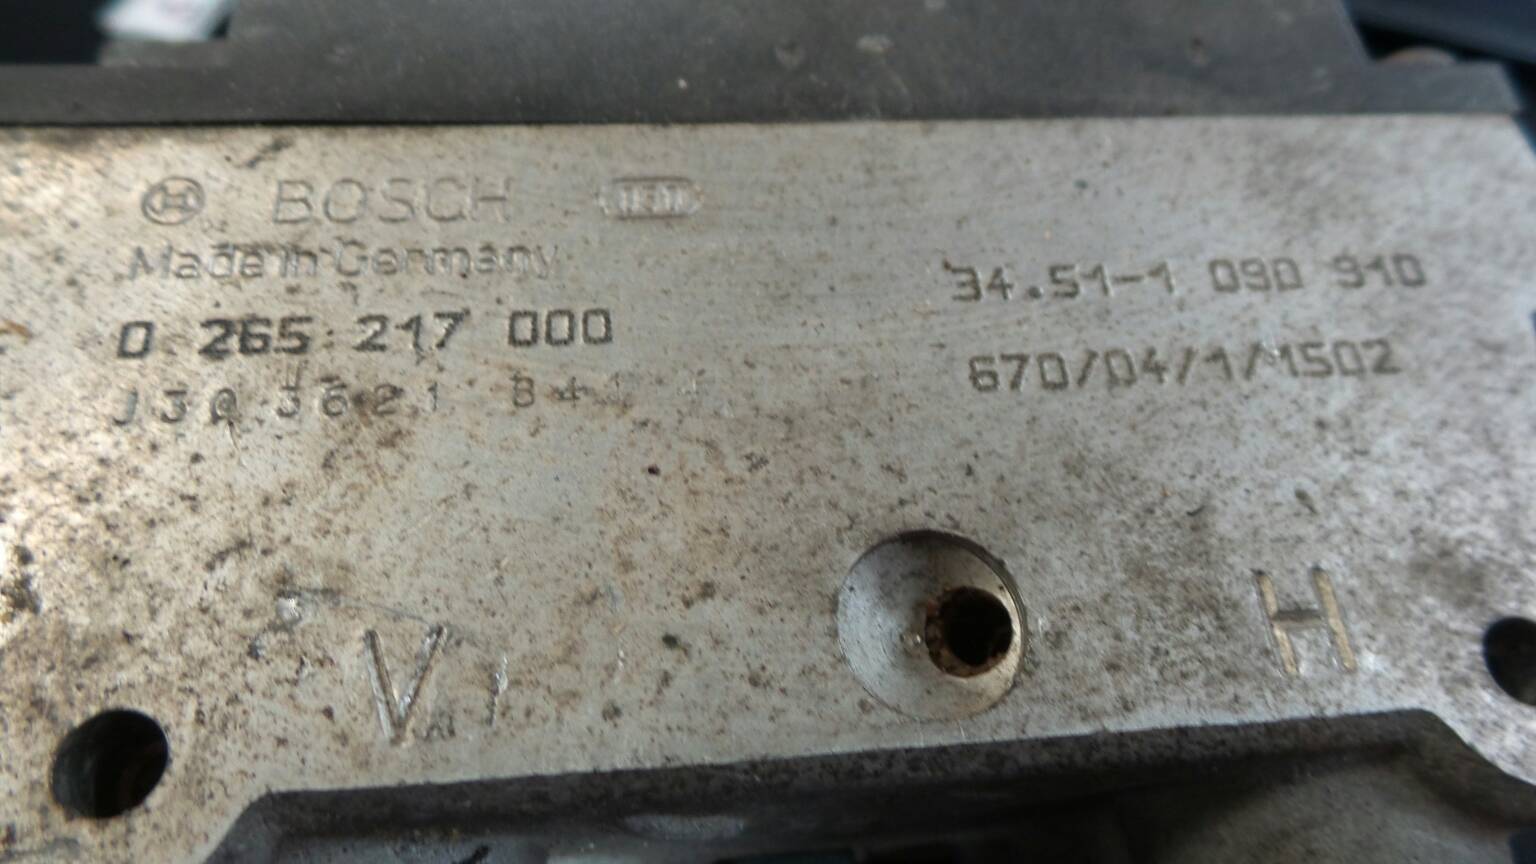 BOSCH
Made in Germany
0 265 217 000
34.51-1 090 910
670/04/1/1502
V
H